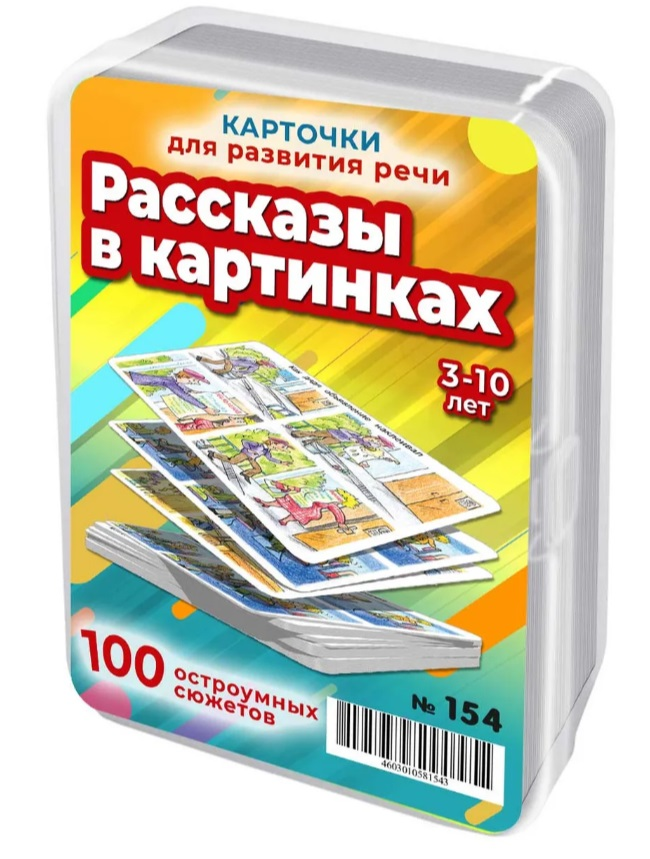 КАРТОЧКИ
для развития речи
Рассказы
в картинках
3-10
лет
100
остроумных
сюжетов
№ 154
4603010581543